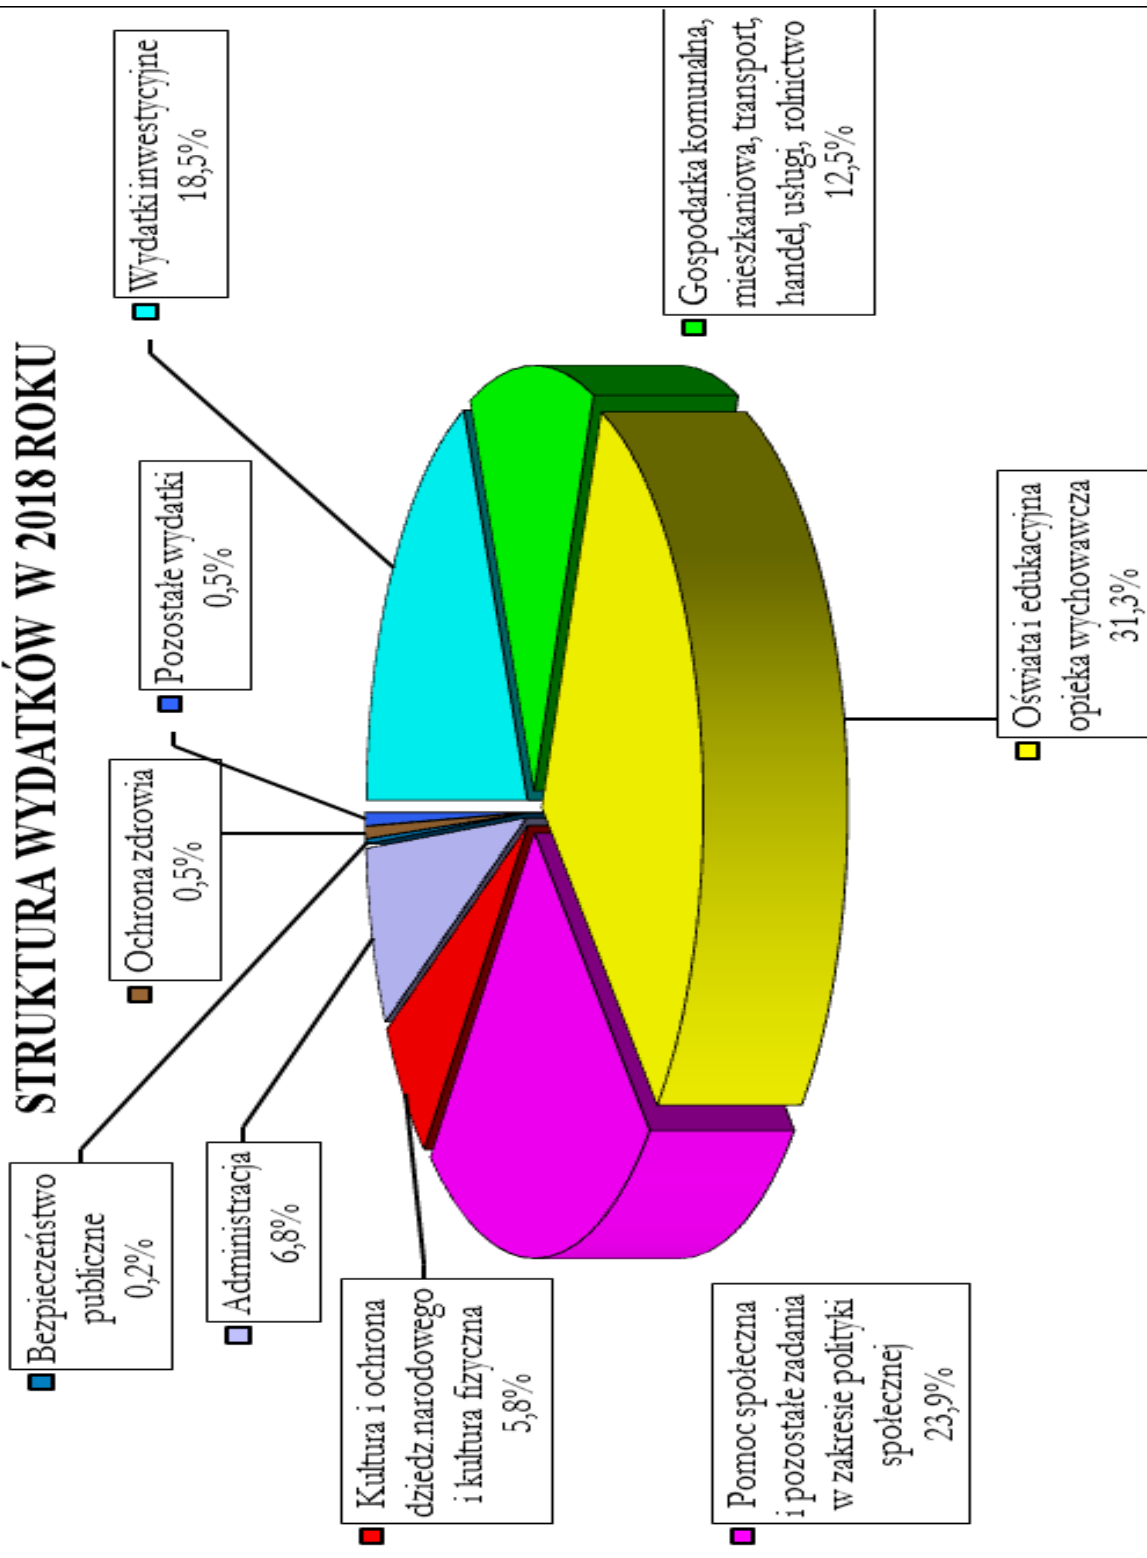 STRUKTURA WYDATKÓW W 2018 ROKU
Bezpieczeństwo
publiczne
0,2%
Ochrona zdrowia
0,5%
Pozostałe wydatki
0,5%
Wydatki inwestycyjne
18,5%
Administracja
6,8%
Kultura i ochrona
dziedz.narodowego
i kultura fizyczna
5,8%
Gospodarka komunalna,
mieszkaniowa, transport,
handel, usługi, rolnictwo
12,5%
Pomoc społeczna
i pozostałe zadania
w zakresie polityki
społecznej
23,9%
Oświata i edukacyjna
opieka wychowawcza
31,3%